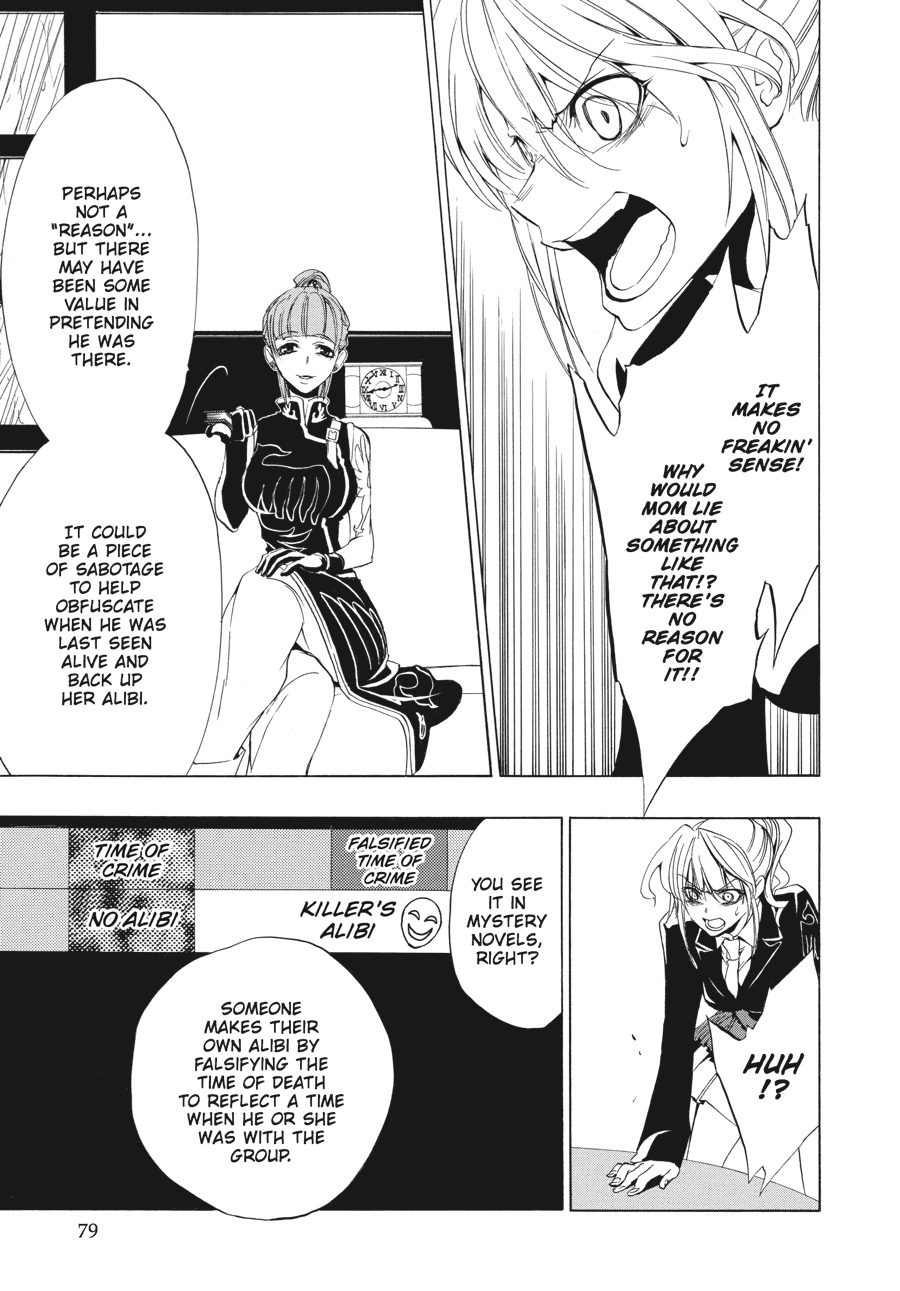 IT
MAKES
NO
FREAKIN'
SENSE!
WHY
WOULD
MOM LIE
ABOUT
SOMETHING
LIKE
THAT!?
THERE'S
NO
REASON
FOR
IT!!
PERHAPS
NOT A
"REASON"...
BUT THERE
MAY HAVE
BEEN SOME
VALUE IN
PRETENDING
HE WAS
THERE.
IT COULD
BE A PIECE
OF SABOTAGE
TO HELP
OBFUSCATE
WHEN HE WAS
LAST SEEN
ALIVE AND
BACK UP
HER ALIBI.
HUH
!?
YOU SEE
IT IN
MYSTERY
NOVELS,
RIGHT?
FALSIFIED
TIME OF
CRIME
KILLER'S
ALIBI
TIME OF
CRIME
NO ALIBI
SOMEONE
MAKES THEIR
OWN ALIBI BY
FALSIFYING THE
TIME OF DEATH
TO REFLECT A TIME
WHEN HE OR SHE
WAS WITH THE
GROUP.
79